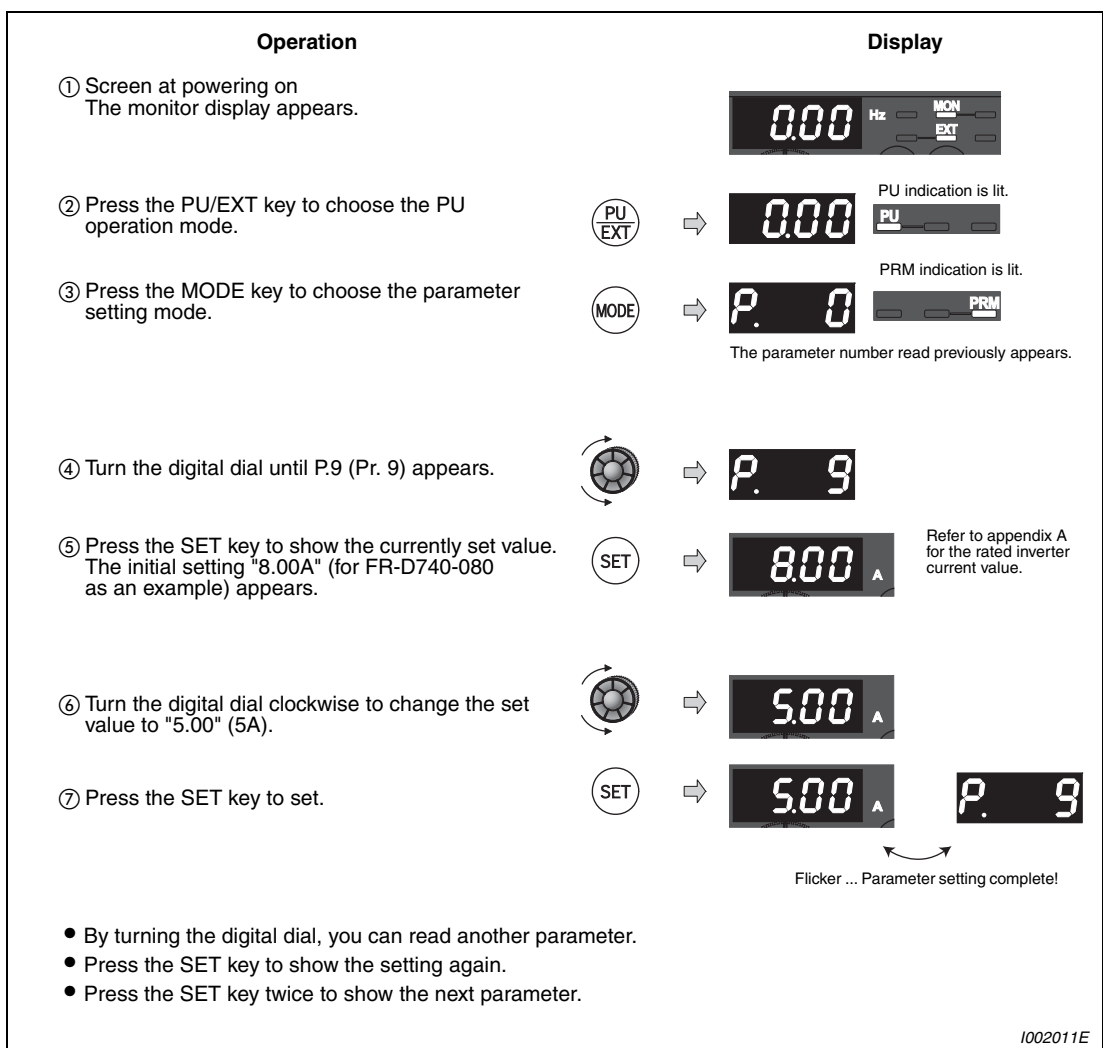 Operation
Display
① Screen at powering on
The monitor display appears.
0.00 Hz MON
EXT
② Press the PU/EXT key to choose the PU
operation mode.
PU
EXT
0.00
PU indication is lit.
PU
③ Press the MODE key to choose the parameter
setting mode.
MODE
P. 0
PRM indication is lit.
PRM
The parameter number read previously appears.
④ Turn the digital dial until P.9 (Pr. 9) appears.
P. 9
⑤ Press the SET key to show the currently set value.
The initial setting "8.00A" (for FR-D740-080
as an example) appears.
SET
8.00 A
Refer to appendix A
for the rated inverter
current value.
⑥ Turn the digital dial clockwise to change the set
value to "5.00" (5A).
5.00 A
⑦ Press the SET key to set.
SET
5.00 A
P. 9
Flicker ... Parameter setting complete!
• By turning the digital dial, you can read another parameter.
• Press the SET key to show the setting again.
• Press the SET key twice to show the next parameter.
I002011E